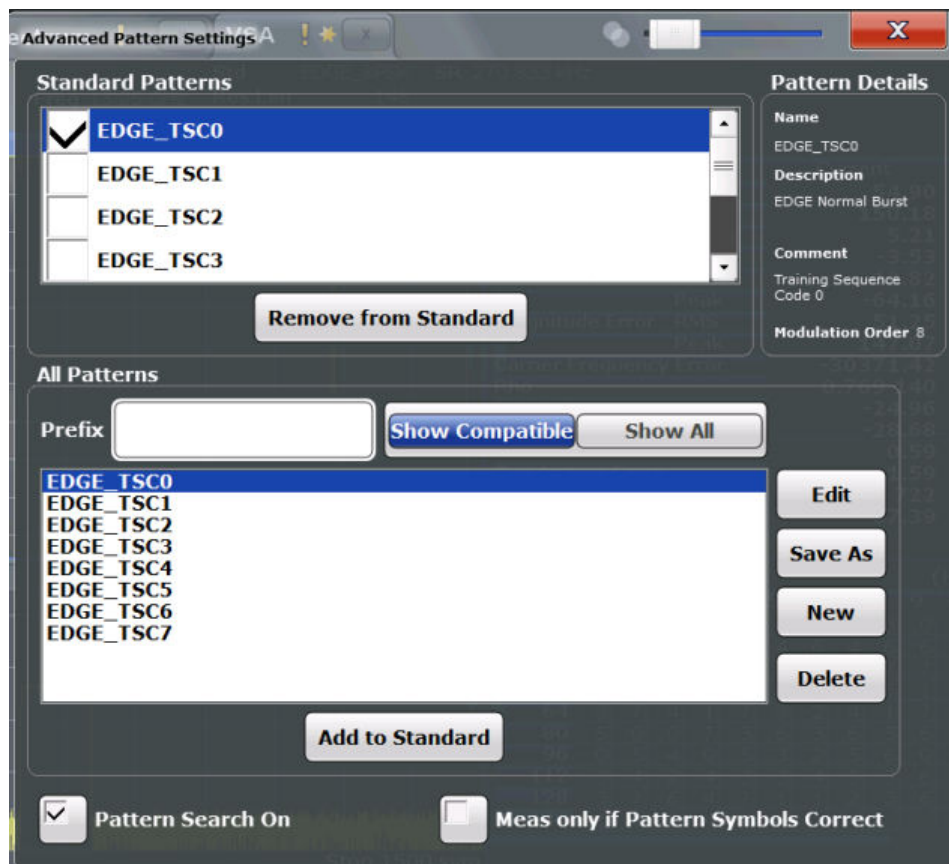 Advanced Pattern Settings
VSA
Standard Patterns
EDGE_TSC0
EDGE_TSC1
EDGE_TSC2
EDGE_TSC3
Remove from Standard
Pattern Details
Name
EDGE_TSC0
Description
EDGE Normal Burst
Comment
Training Sequence
Code 0
Modulation Order 8
All Patterns
Prefix
Show Compatible
Show All
EDGE_TSC0
EDGE_TSC1
EDGE_TSC2
EDGE_TSC3
EDGE_TSC4
EDGE_TSC5
EDGE_TSC6
EDGE_TSC7
Edit
Save As
New
Delete
Add to Standard
Pattern Search On
Meas only if Pattern Symbols Correct